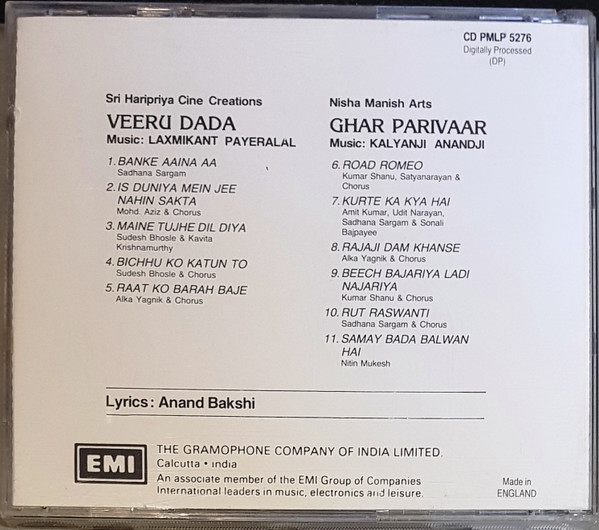 CD PMLP 5276
Digitally Processed
(DP)
Sri Haripriya Cine Creations
VEERU DADA
Music: LAXMIKANT PAYERALAL
1. BANKE AAINA AA
Sadhana Sargam
2. IS DUNIYA MEIN JEE
NAHIN SAKTA
Mohd. Aziz & Chorus
3. MAINE TUJHE DIL DIYA
Sudesh Bhosle & Kavita
Krishnamurthy
4. BICHHU KO KATUN TO
Sudesh Bhosle & Chorus
5. RAAT KO BARAH BAJE
Alka Yagnik & Chorus
Nisha Manish Arts
GHAR PARIVAAR
Music: KALYANJI ANANDJI
6. ROAD ROMEO
Kumar Shanu, Satyanarayan &
Chorus
7. KURTE KA KYA HAI
Amit Kumar, Udit Narayan,
Sadhana Sargam & Sonali
Bajpayee
8. RAJAJI DAM KHANSE
Alka Yagnik & Chorus
9. BEECH BAJARIYA LADI
NAJARIYA
Kumar Shanu & Chorus
10. RUT RASWANTI
Sadhana Sargam & Chorus
11. SAMAY BADA BALWAN
HAI
Nitin Mukesh
Lyrics: Anand Bakshi
EMI
THE GRAMOPHONE COMPANY OF INDIA LIMITED.
Calcutta • India
An associate member of the EMI Group of Companies
International leaders in music, electronics and leisure.
Made in
ENGLAND